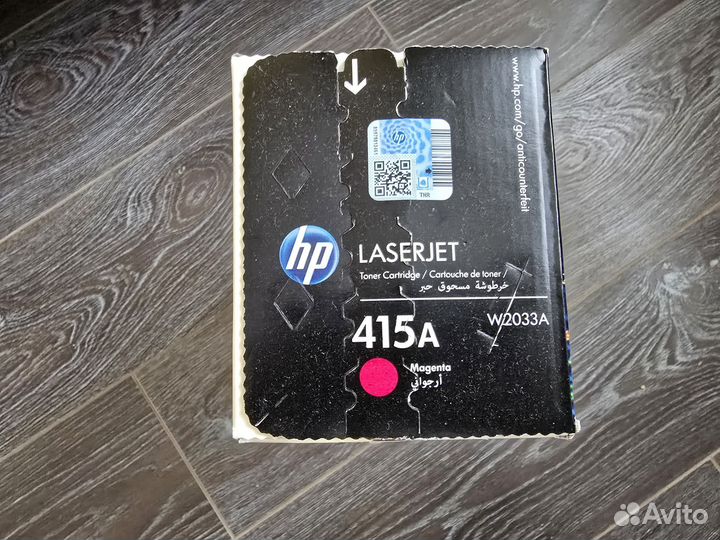 www.hp.com/go/anticounterfeit
hp
TNR
hp
LASERJET
Toner Cartridge / Cartouche de toner /
خرطوشة مسحوق حبر
415A
W2033A
Magenta
أرجواني
Avito